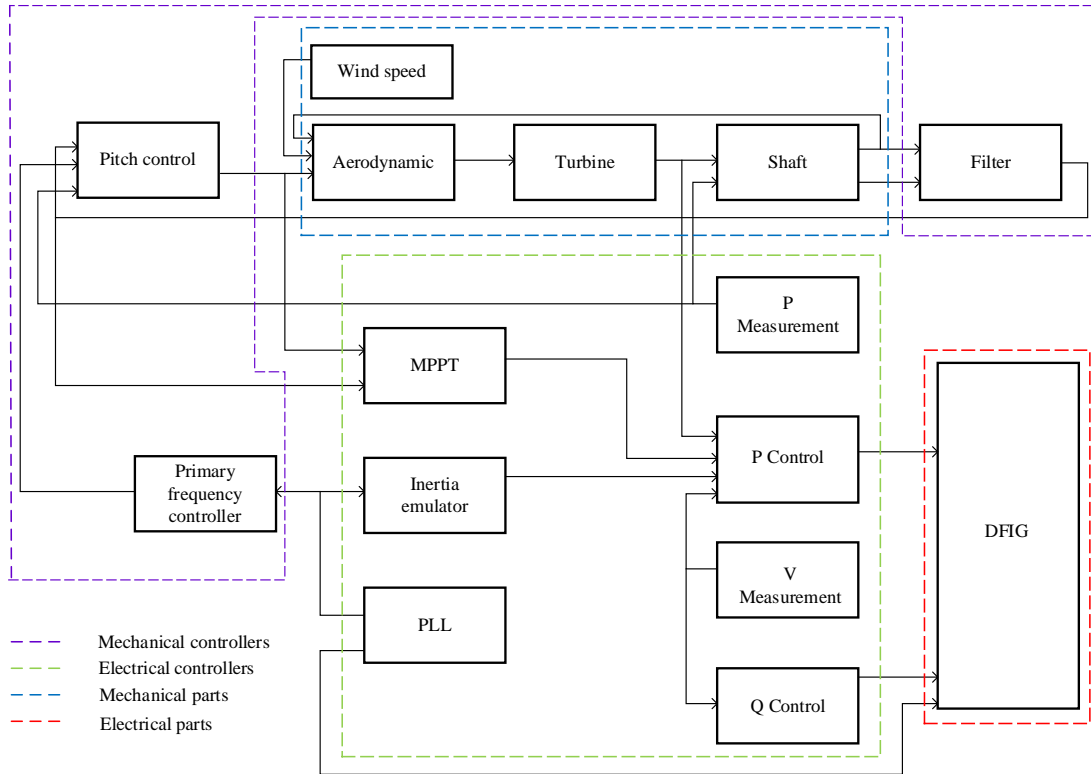 Wind speed
Pitch control
Aerodynamic
Turbine
Shaft
Filter
P
Measurement
MPPT
Primary
frequency
controller
Inertia
emulator
P Control
DFIG
V
Measurement
PLL
Q Control
Mechanical controllers
Electrical controllers
Mechanical parts
Electrical parts